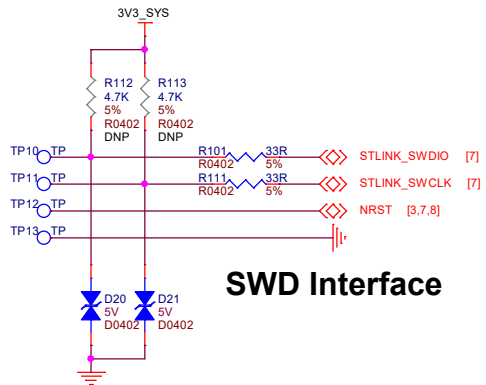 3V3_SYS
R112 R113
4.7K 4.7K
5% 5%
R0402 R0402
DNP DNP
TP10 TP R101 33R STLINK_SWDIO [7]
R0402 5%
TP11 TP R111 33R STLINK_SWCLK [7]
R0402 5%
TP12 TP NRST [3,7,8]
TP13 TP
SWD Interface
D20 D21
5V 5V
D0402 D0402